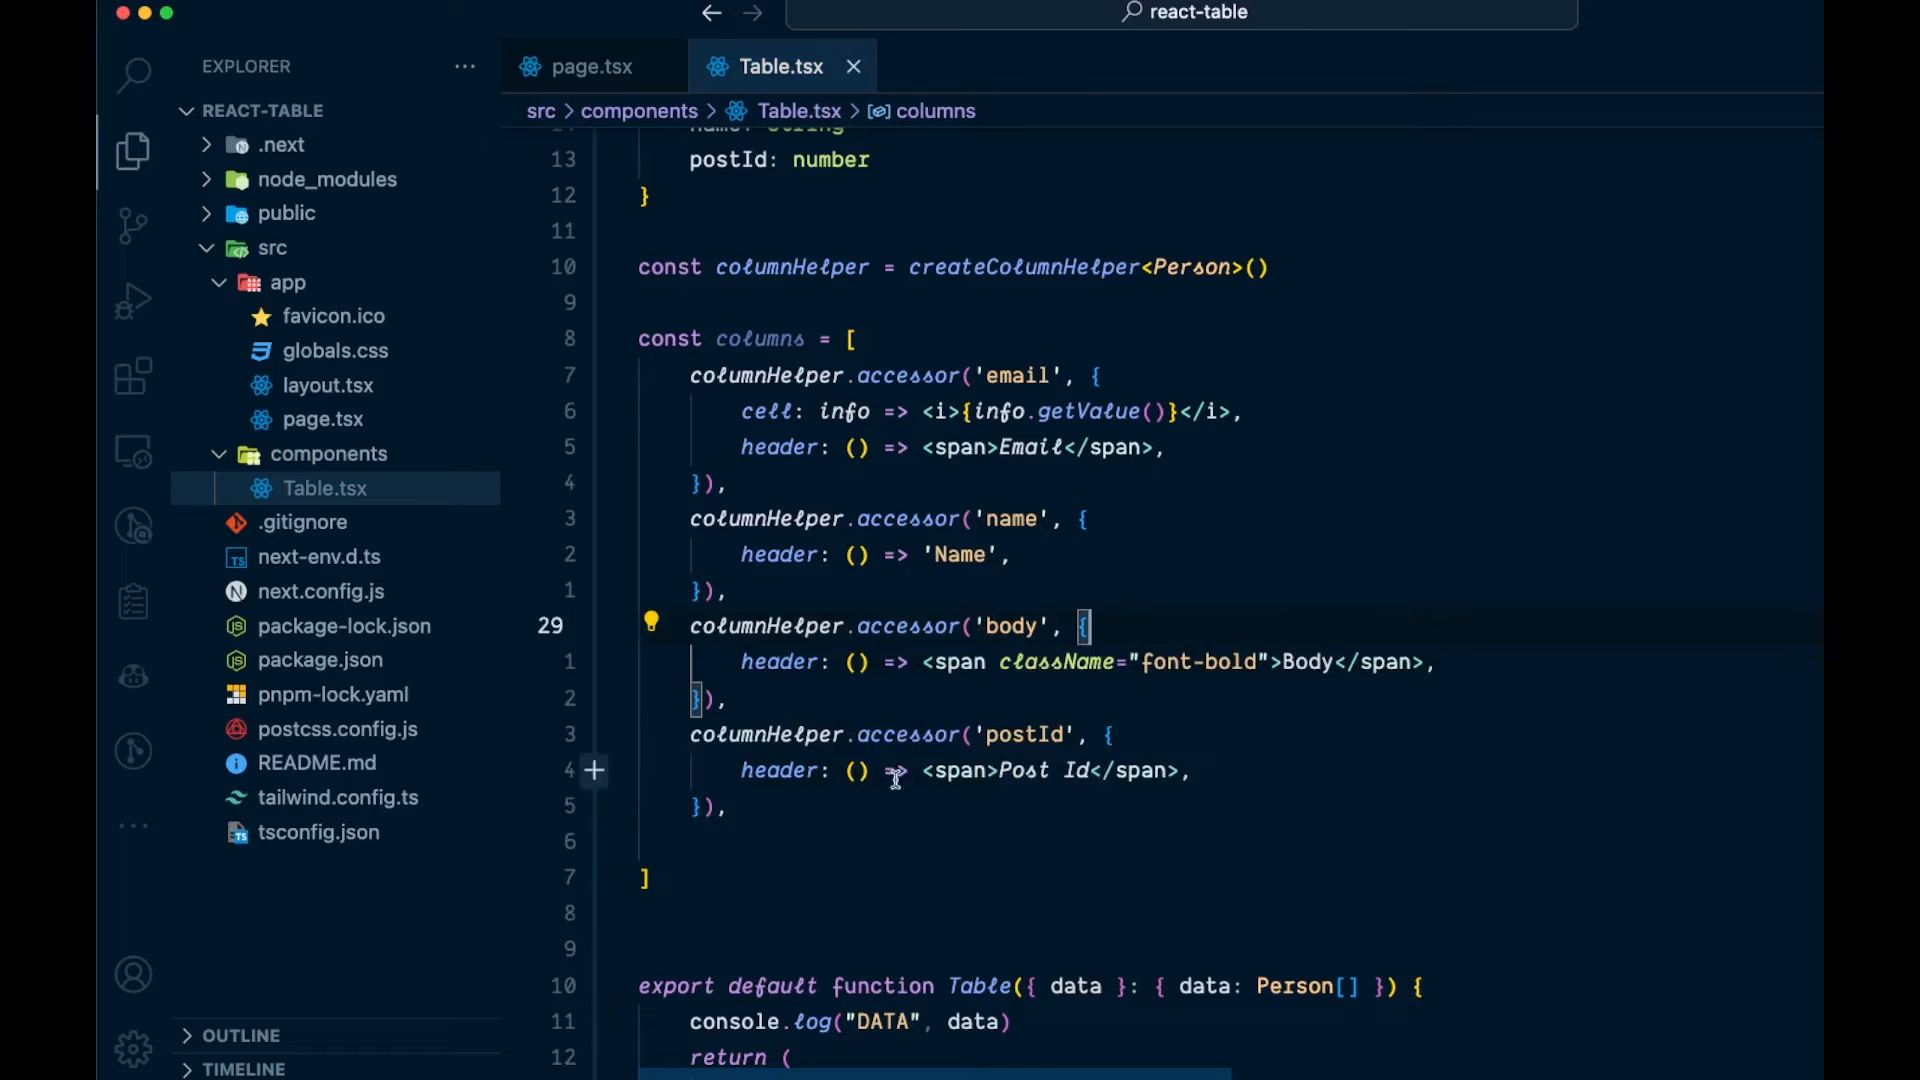 react-table
EXPLORER
page.tsx
Table.tsx
src > components > Table.tsx > columns
REACT-TABLE
.next
node_modules
public
src
app
favicon.ico
globals.css
layout.tsx
page.tsx
components
Table.tsx
.gitignore
next-env.d.ts
next.config.js
package-lock.json
package.json
pnpm-lock.yaml
postcss.config.js
README.md
tailwind.config.ts
tsconfig.json
OUTLINE
TIMELINE
name: string
13 postId: number
12 }
11
10 const columnHelper = createColumnHelper<Person>()
9
8 const columns = [
7 columnHelper.accessor('email', {
6 cell: info => <i>{info.getValue()}</i>,
5 header: () => <span>Email</span>,
4 }),
3 columnHelper.accessor('name', {
2 header: () => 'Name',
1 }),
29 columnHelper.accessor('body', {
1 header: () => <span className="font-bold">Body</span>,
2 }),
3 columnHelper.accessor('postId', {
4 header: () => <span>Post Id</span>,
5 }),
6
7 ]
8
9
10 export default function Table({ data }: { data: Person[] }) {
11 console.log("DATA", data)
12 return (